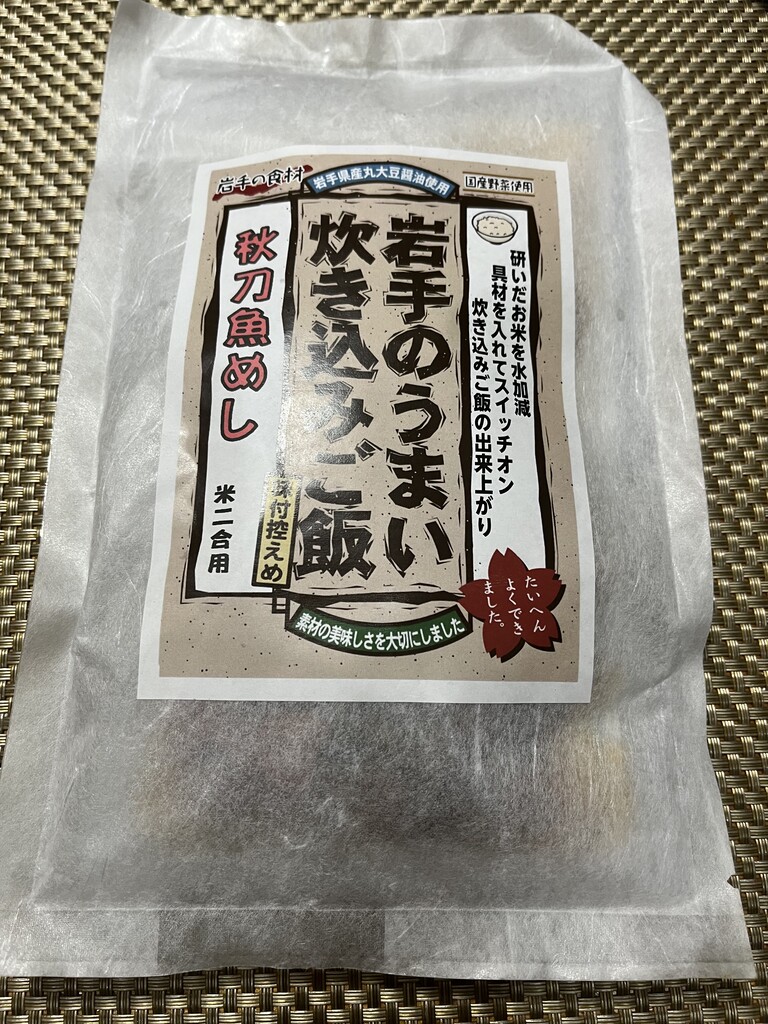 岩手の食材
岩手県産丸大豆醤油使用
国産野菜使用
研いだお米を水加減
具材を入れてスイッチオン
炊き込みご飯の出来上がり
岩手のうまい
炊き込みご飯
味付控えめ
秋刀魚めし
米二合用
たいへん
よくでき
ました。
素材の美味しさを大切にしました